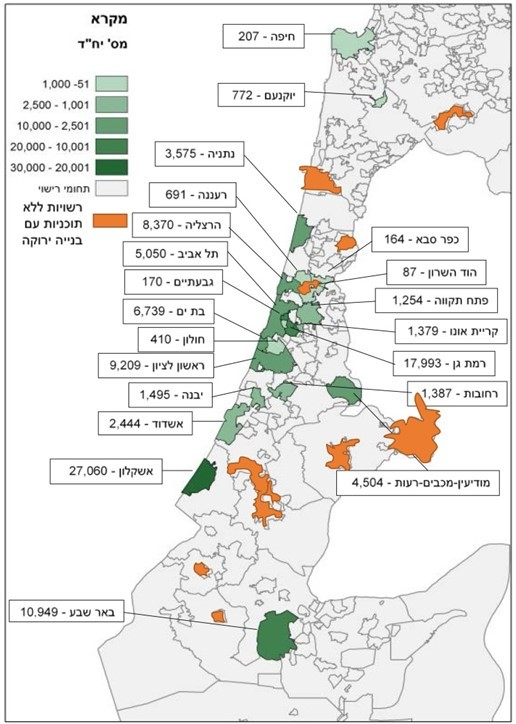 מקרא
מס' יח"ד
1,000 -51
2,500 - 1,001
10,000 - 2,501
20,000 - 10,001
30,000 - 20,001
תחומי רישוי
רשויות ללא
תוכניות עם
בנייה ירוקה
חיפה - 207
יוקנעם - 772
נתניה - 3,575
רעננה - 691
הרצליה - 8,370
כפר סבא - 164
תל אביב - 5,050
הוד השרון - 87
גבעתיים - 170
פתח תקווה - 1,254
בת ים - 6,739
קריית אונו - 1,379
חולון - 410
רמת גן - 17,993
ראשון לציון - 9,209
רחובות - 1,387
יבנה - 1,495
אשדוד - 2,444
אשקלון - 27,060
מודיעין-מכבים-רעות - 4,504
באר שבע - 10.949